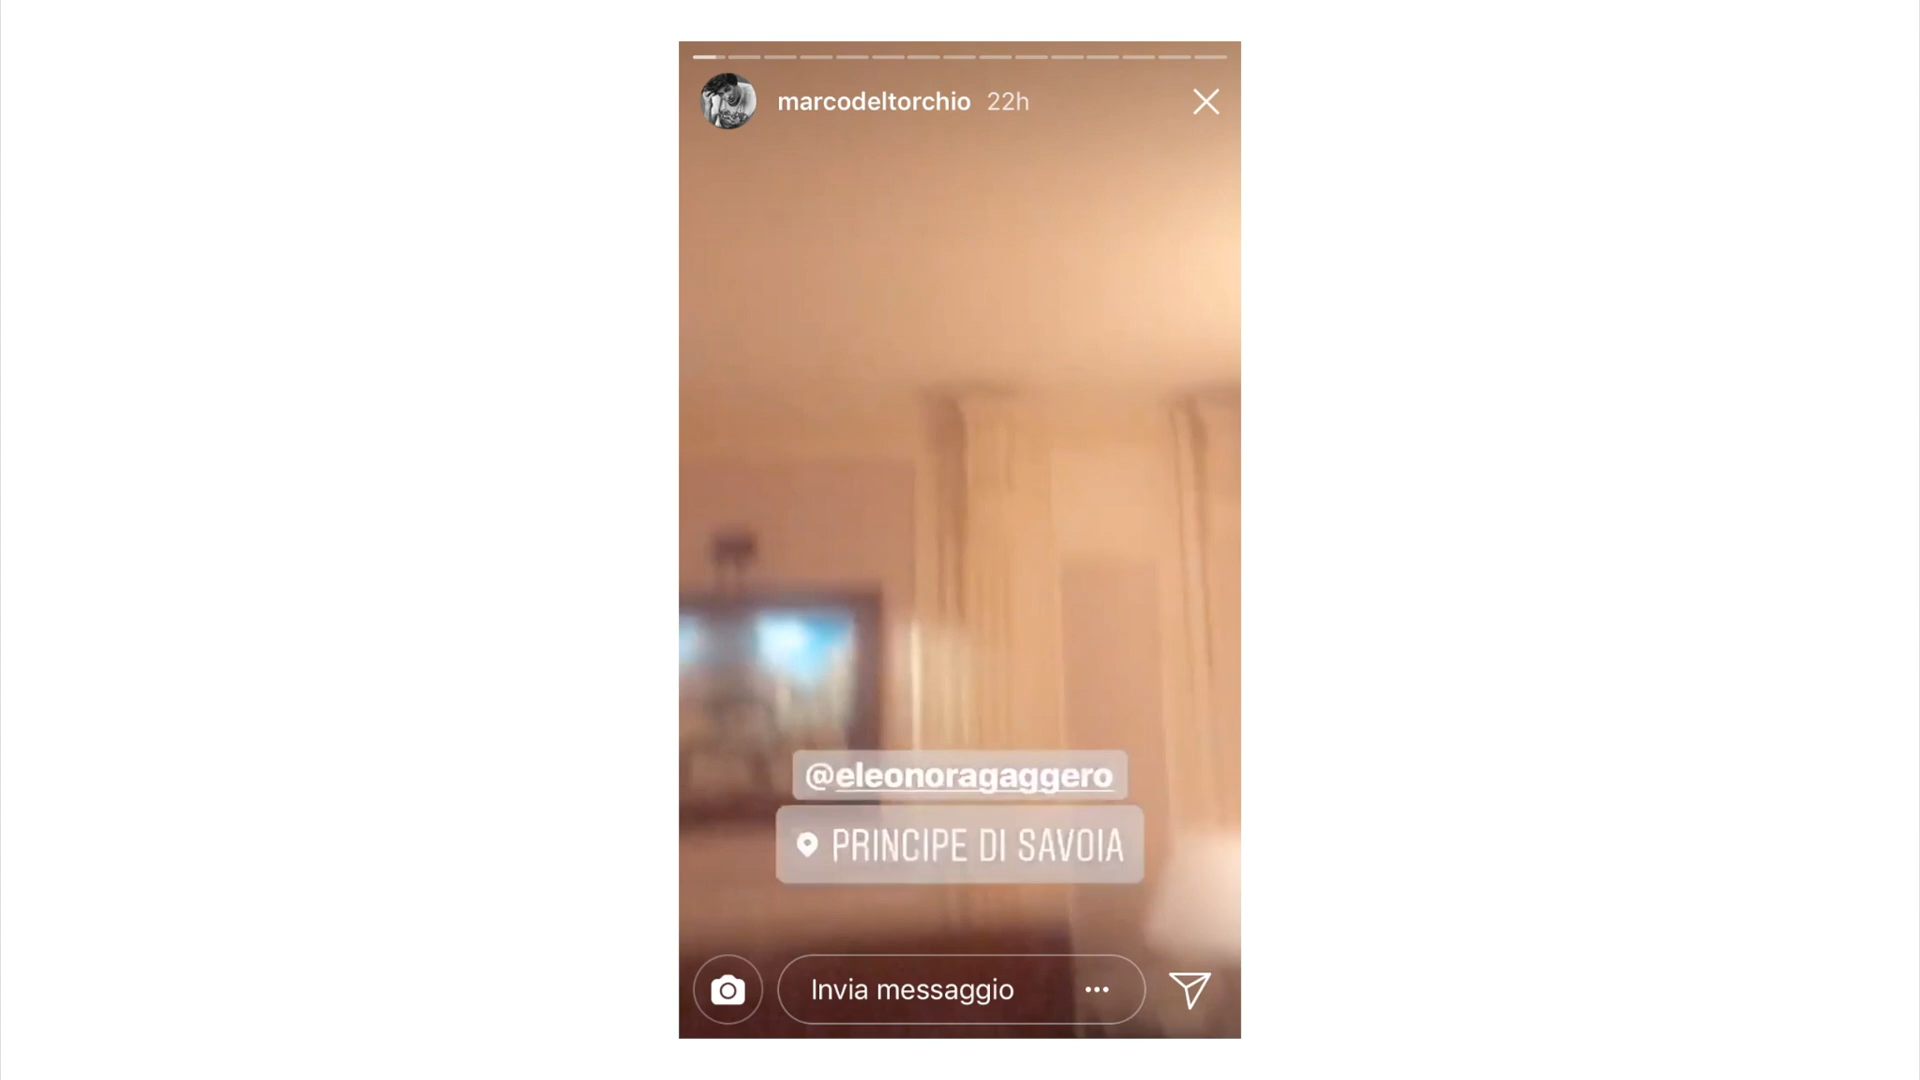 marcodeltorchio 22h
@eleonoragaggero
PRINCIPE DI SAVOIA
Invia messaggio